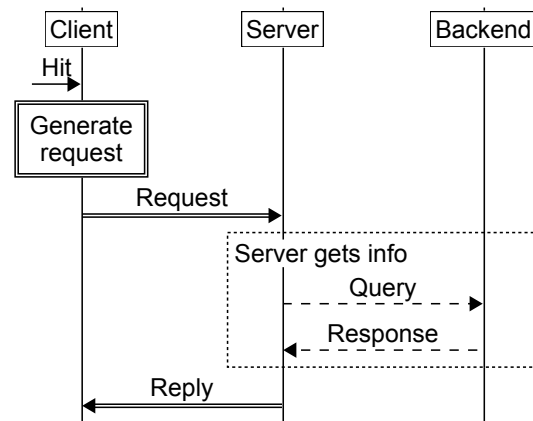 Client
Server
Backend
Hit
Generate
request
Request
Server gets info
Query
Response
Reply